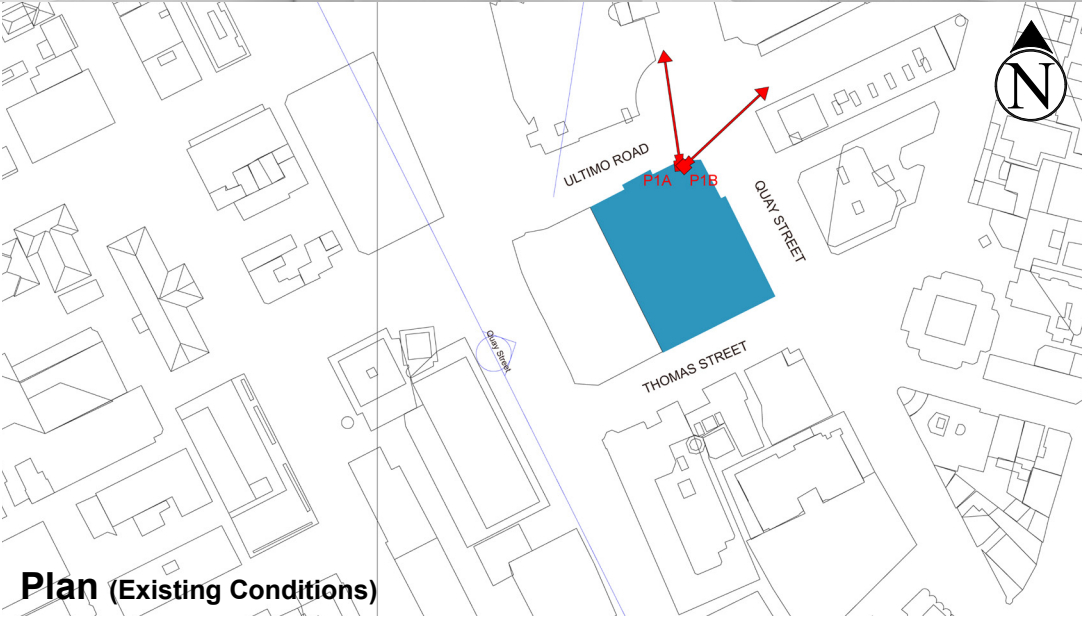 N
ULTIMO ROAD
P1A P1B
QUAY STREET
Quay Street
THOMAS STREET
Plan (Existing Conditions)